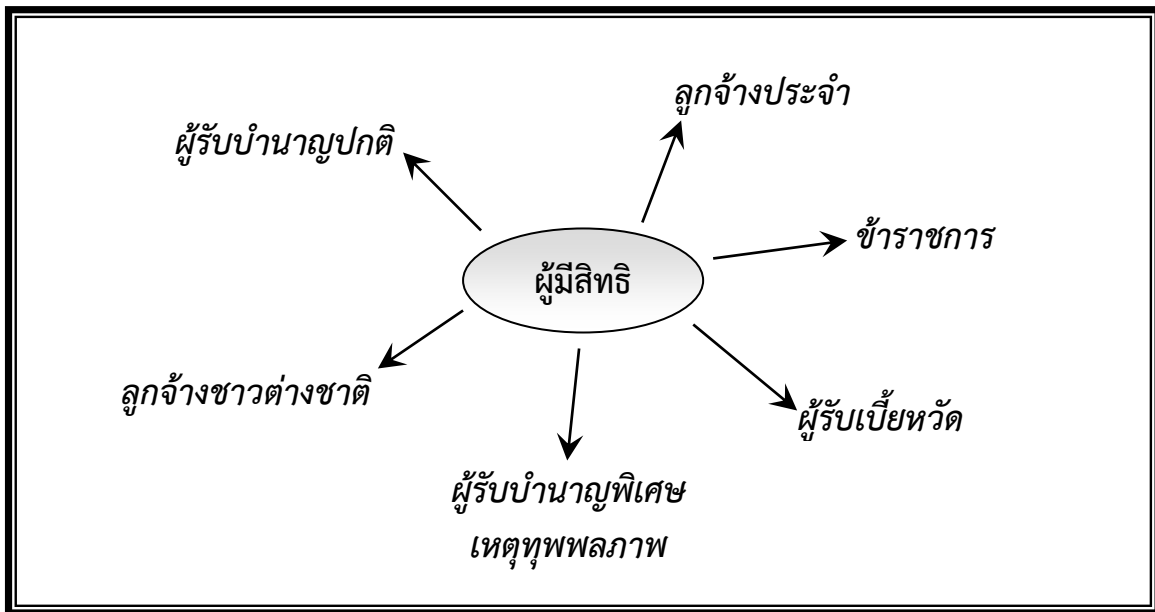 ลูกจ้างประจำ
ผู้รับบำนาญปกติ
ข้าราชการ
ผู้มีสิทธิ
ลูกจ้างชาวต่างชาติ
ผู้รับเบี้ยหวัด
ผู้รับบำนาญพิเศษ
เหตุทุพพลภาพ